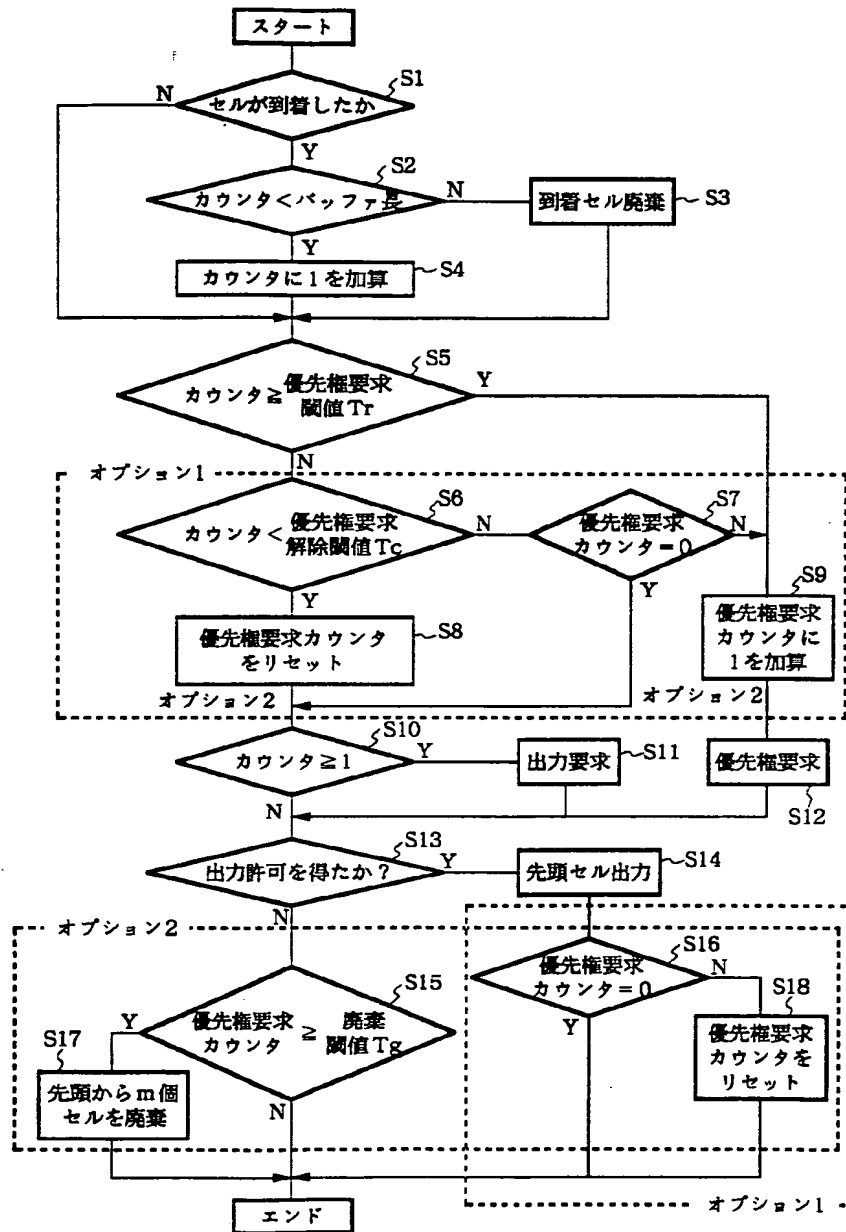 スタート
S1
N
セルが到着したか
Y
S2
カウンタ<バッファ長
N
到着セル廃棄
S3
Y
カウンタに1を加算
S4
S5
カウンタ≧優先権要求
閾値Tr
Y
N
オプション1
S6
カウンタ<優先権要求
解除閾値Tc
N
S7
優先権要求
カウンタ=0
N
Y
Y
S8
優先権要求カウンタ
をリセット
S9
優先権要求
カウンタに
1を加算
オプション2
オプション2
S10
カウンタ≧1
Y
出力要求
S11
優先権要求
S12
N
S13
出力許可を得たか?
Y
先頭セル出力
S14
N
オプション2
S15
優先権要求
カウンタ
≧
廃棄
閾値Tg
Y
N
S17
先頭からm個
セルを廃棄
S16
優先権要求
カウンタ=0
N
Y
S18
優先権要求
カウンタを
リセット
エンド
オプション1